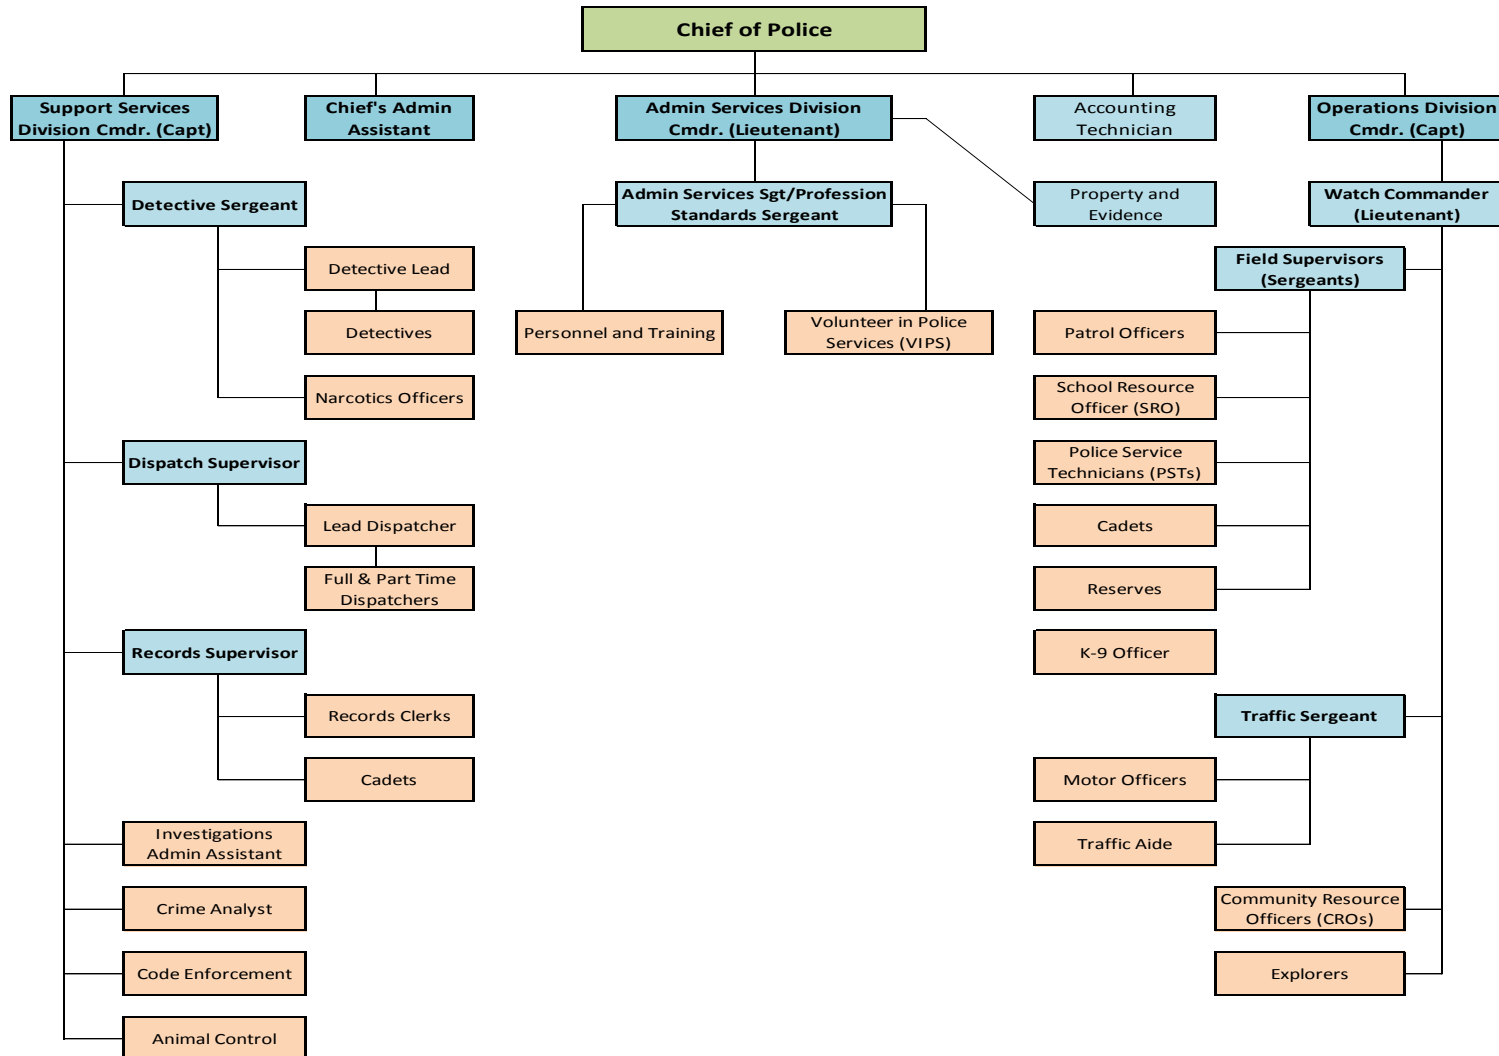 Chief of Police
Support Services
Division Cmdr. (Capt)
Chief's Admin
Assistant
Admin Services Division
Cmdr. (Lieutenant)
Accounting
Technician
Operations Division
Cmdr. (Capt)
Detective Sergeant
Admin Services Sgt/Profession
Standards Sergeant
Property and
Evidence
Watch Commander
(Lieutenant)
Detective Lead
Field Supervisors
(Sergeants)
Detectives
Personnel and Training
Volunteer in Police
Services (VIPS)
Patrol Officers
Narcotics Officers
School Resource
Officer (SRO)
Dispatch Supervisor
Police Service
Technicians (PSTs)
Lead Dispatcher
Cadets
Full & Part Time
Dispatchers
Reserves
Records Supervisor
K-9 Officer
Records Clerks
Traffic Sergeant
Cadets
Motor Officers
Investigations
Admin Assistant
Traffic Aide
Crime Analyst
Community Resource
Officers (CROs)
Code Enforcement
Explorers
Animal Control